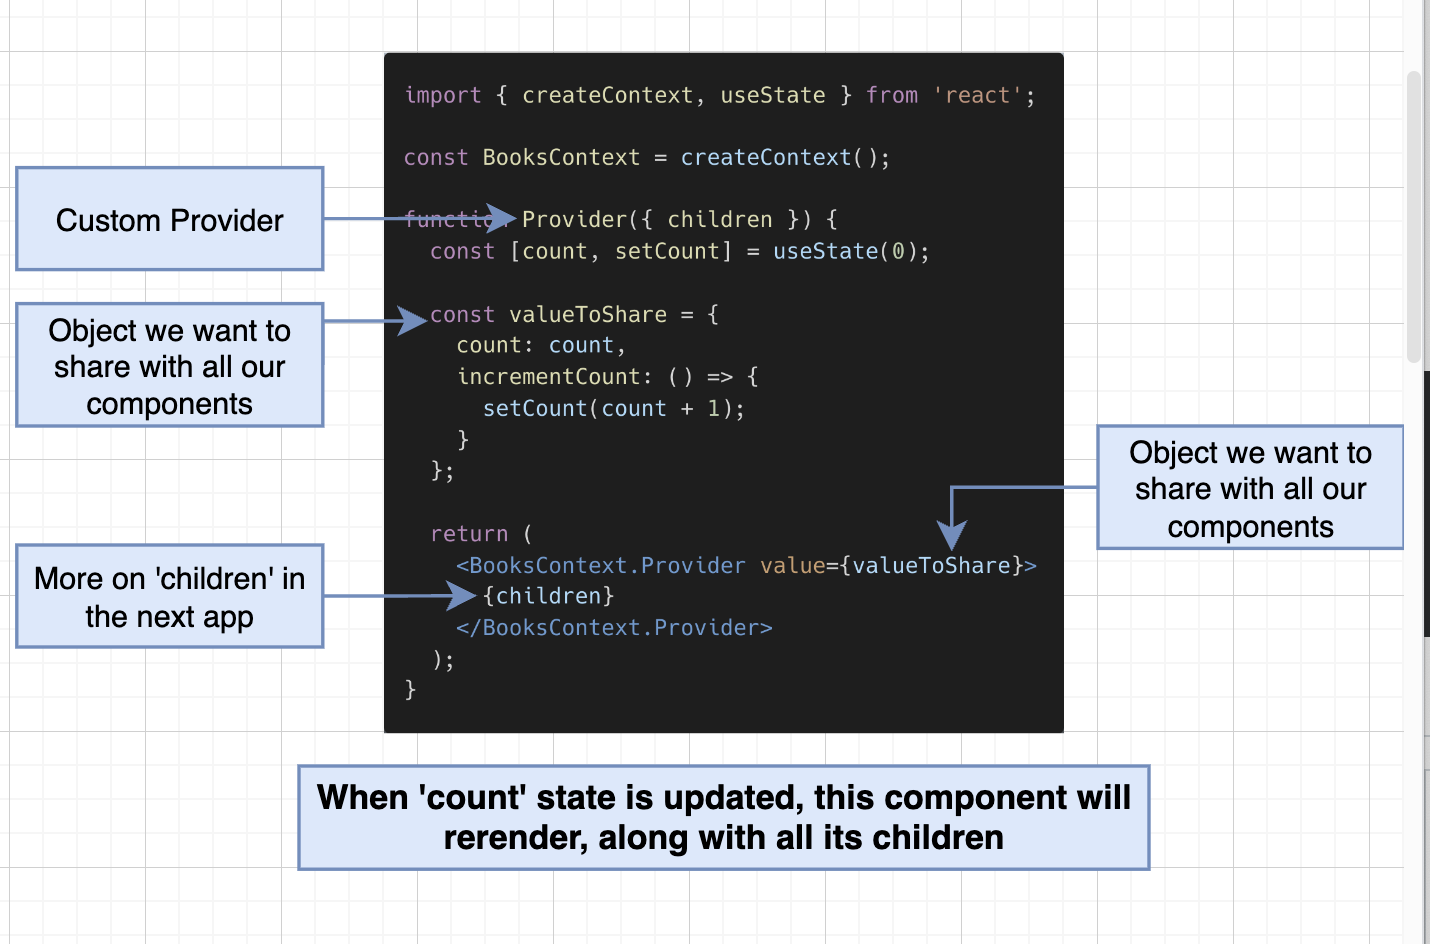 import { createContext, useState } from 'react';
const BooksContext = createContext();
Custom Provider
function Provider({ children }) {
const [count, setCount] = useState(0);
Object we want to
share with all our
components
const valueToShare = {
count: count,
incrementCount: () => {
setCount(count + 1);
}
};
Object we want to
share with all our
components
return (
<BooksContext.Provider value={valueToShare}>
More on 'children' in
the next app
{children}
</BooksContext.Provider>
);
}
When 'count' state is updated, this component will
rerender, along with all its children